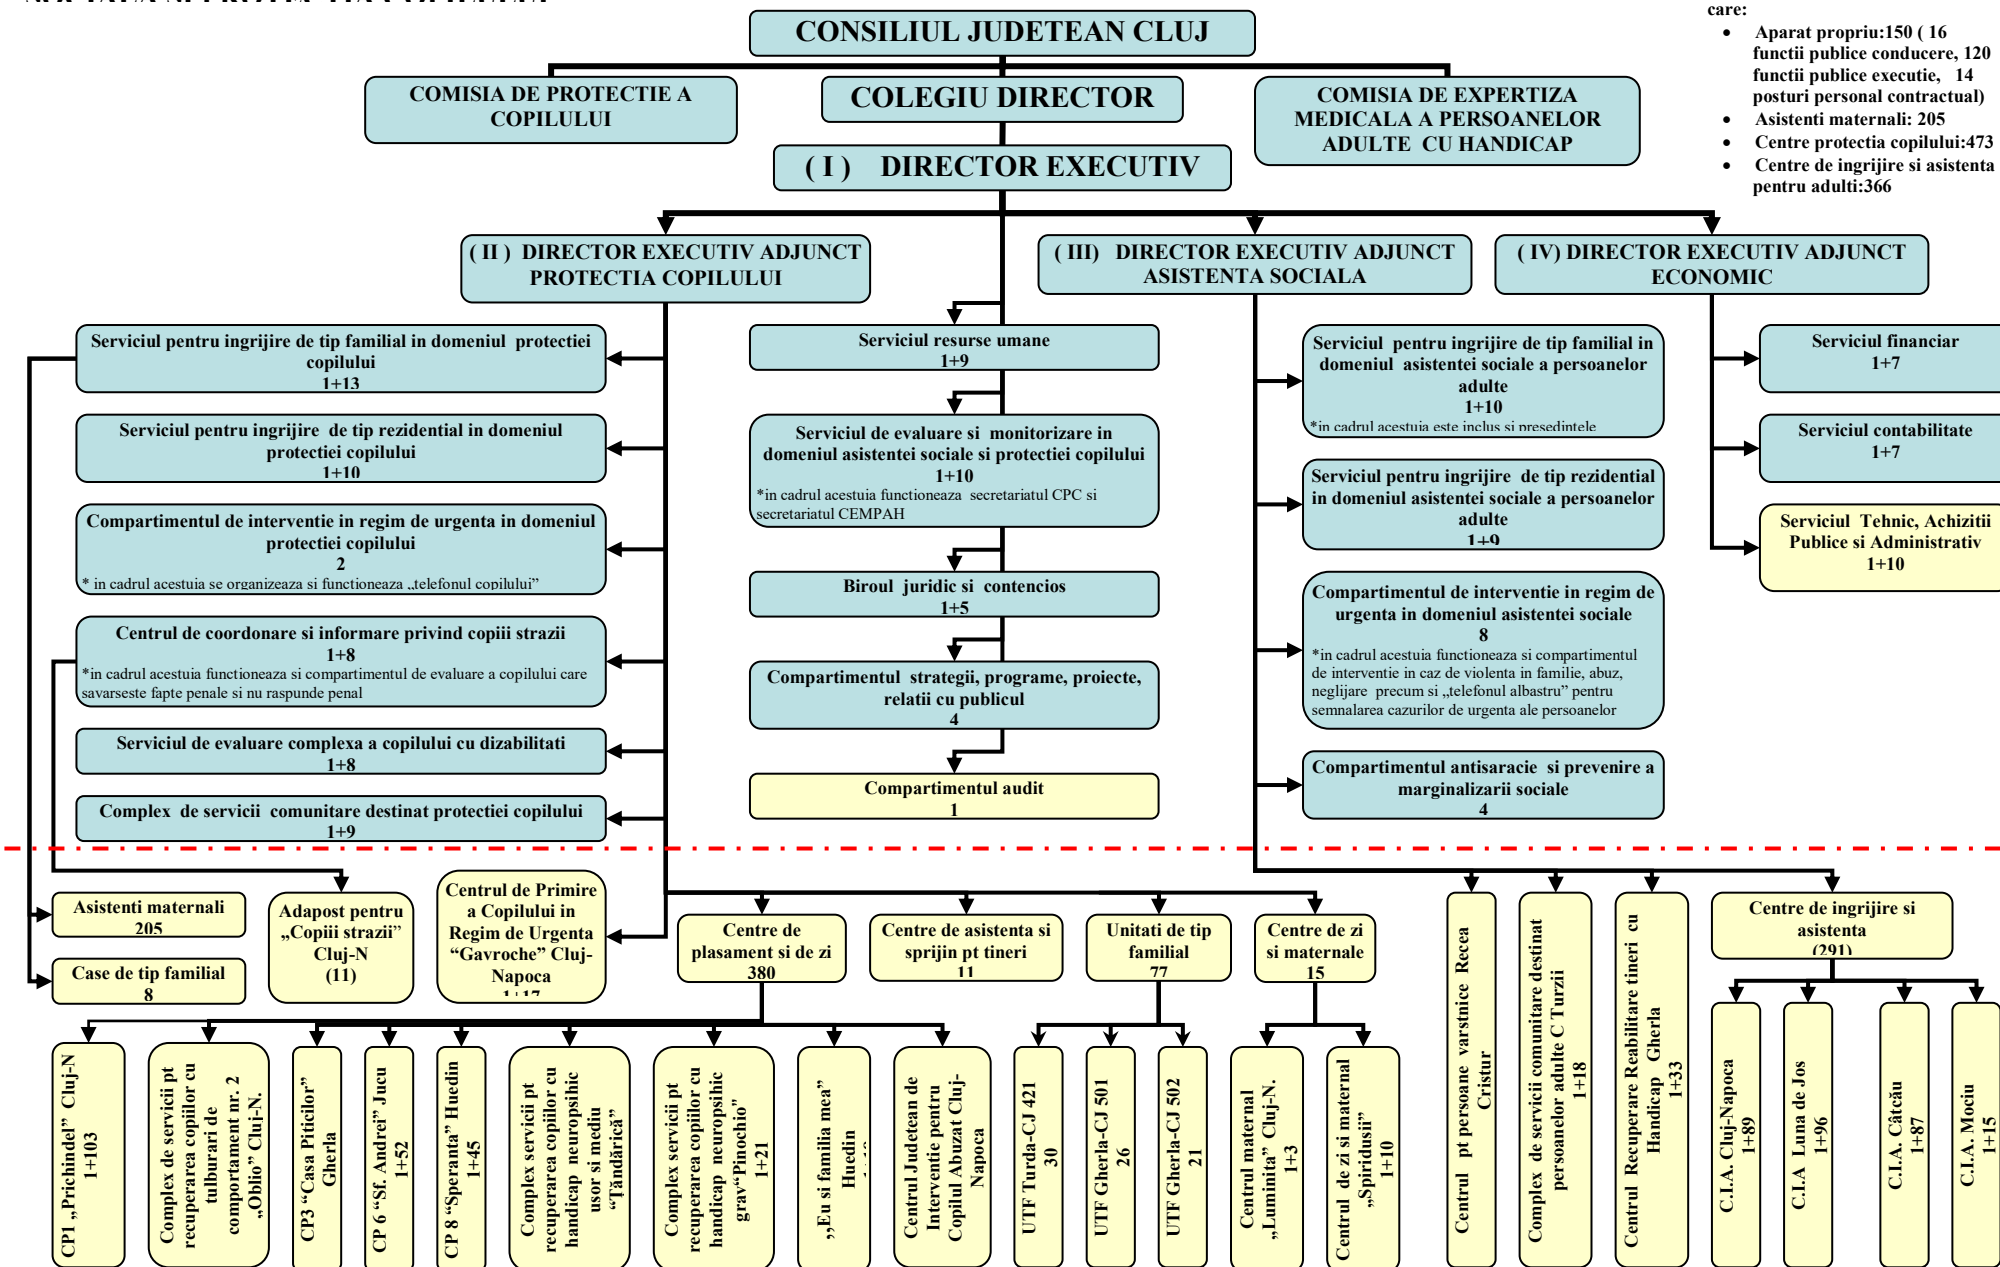 CONSILIUL JUDETEAN CLUJ
care:
• Aparat propriu:150 ( 16
functii publice conducere, 120
functii publice executie, 14
posturi personal contractual)
• Asistenti maternali: 205
• Centre protectia copilului:473
• Centre de ingrijire si asistenta
pentru adulti:366
COMISIA DE PROTECTIE A
COPILULUI
COLEGIU DIRECTOR
COMISIA DE EXPERTIZA
MEDICALA A PERSOANELOR
ADULTE CU HANDICAP
( I ) DIRECTOR EXECUTIV
( II ) DIRECTOR EXECUTIV ADJUNCT
PROTECTIA COPILULUI
( III) DIRECTOR EXECUTIV ADJUNCT
ASISTENTA SOCIALA
( IV) DIRECTOR EXECUTIV ADJUNCT
ECONOMIC
Serviciul pentru ingrijire de tip familial in domeniul protectiei
copilului
1+13
Serviciul pentru ingrijire de tip rezidential in domeniul
protectiei copilului
1+10
Compartimentul de interventie in regim de urgenta in domeniul
protectiei copilului
2
* in cadrul acestuia se organizeaza si functioneaza „telefonul copilului”
Centrul de coordonare si informare privind copiii strazii
1+8
*in cadrul acestuia functioneaza si compartimentul de evaluare a copilului care
savarseste fapte penale si nu raspunde penal
Serviciul de evaluare complexa a copilului cu dizabilitati
1+8
Complex de servicii comunitare destinat protectiei copilului
1+9
Serviciul resurse umane
1+9
Serviciul de evaluare si monitorizare in
domeniul asistentei sociale si protectiei copilului
1+10
*in cadrul acestuia functioneaza secretariatul CPC si
secretariatul CEMPAH
Biroul juridic si contencios
1+5
Compartimentul strategii, programe, proiecte,
relatii cu publicul
4
Compartimentul audit
1
Serviciul pentru ingrijire de tip familial in
domeniul asistentei sociale a persoanelor
adulte
1+10
*in cadrul acestuia este inclus si presedintele
Serviciul pentru ingrijire de tip rezidential
in domeniul asistentei sociale a persoanelor
adulte
1+9
Compartimentul de interventie in regim de
urgenta in domeniul asistentei sociale
8
*in cadrul acestuia functioneaza si compartimentul
de interventie in caz de violenta in familie, abuz,
neglijare precum si „telefonul albastru” pentru
semnalarea cazurilor de urgenta ale persoanelor
Compartimentul antisaracie si prevenire a
marginalizarii sociale
4
Serviciul financiar
1+7
Serviciul contabilitate
1+7
Serviciul Tehnic, Achizitii
Publice si Administrativ
1+10
Asistenti maternali
205
Case de tip familial
8
Adapost pentru
„Copiii strazii”
Cluj-N
(11)
Centrul de Primire
a Copilului in
Regim de Urgenta
“Gavroche” Cluj-
Napoca
1+17
Centre de
plasament si de zi
380
Centre de asistenta si
sprijin pt tineri
11
Unitati de tip
familial
77
Centre de zi
si maternale
15
Centre de ingrijire si
asistenta
(291)
CP1 „Prichindel” Cluj-N
1+103
Complex de servicii pt
recuperarea copiilor cu
tulburari de
comportament nr. 2
„Oblio” Cluj-N.
CP3 “Casa Piticilor”
Gherla
CP 6 “Sf. Andrei” Jucu
1+52
CP 8 “Speranta” Huedin
1+45
Complex servicii pt
recuperarea copiilor cu
handicap neuropsihic
usor si mediu
“Țăndărică”
Complex servicii pt
recuperarea copiilor cu
handicap neuropsihic
grav“Pinochio”
1+21
,,Eu si familia mea”
Huedin
Centrul Judetean de
Interventie pentru
Copilul Abuzat Cluj-
Napoca
UTF Turda-CJ 421
30
UTF Gherla-CJ 501
26
UTF Gherla-CJ 502
21
Centrul maternal
„Luminita” Cluj-N.
1+3
Centrul de zi si maternal
„Spiridusii”
1+10
Centrul pt persoane varstnice Recea
Cristur
Complex de servicii comunitare destinat
persoanelor adulte C Turzii
1+18
Centrul Recuperare Reabilitare tineri cu
Handicap Gherla
1+33
C.I.A. Cluj-Napoca
1+89
C.I.A Luna de Jos
1+96
C.I.A. Câtcău
1+87
C.I.A. Mociu
1+15